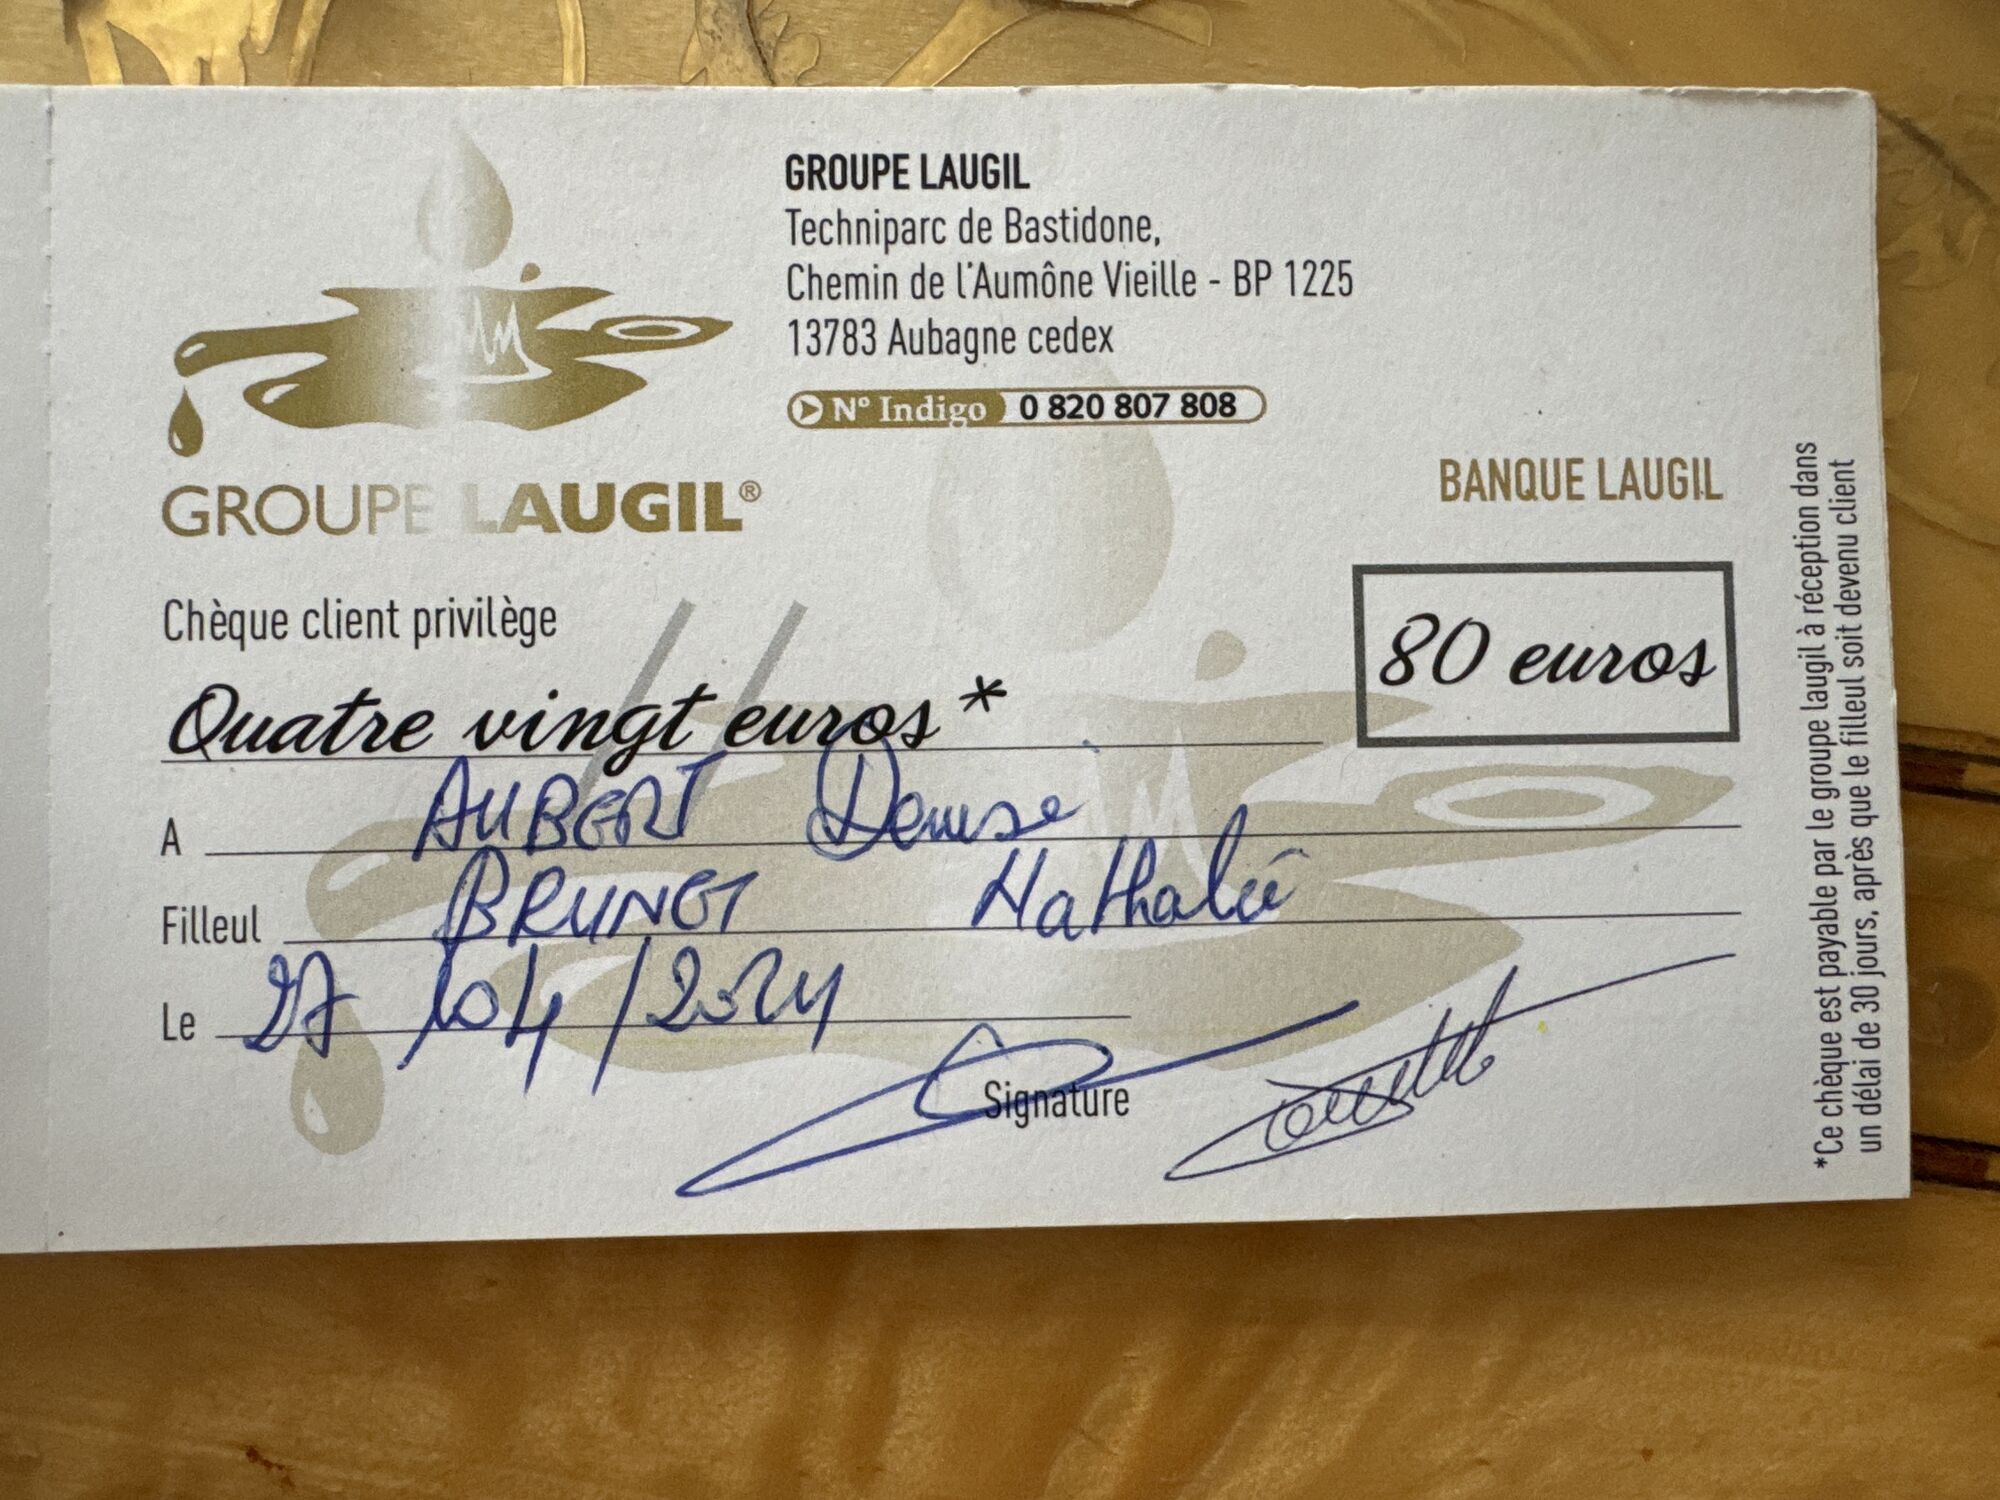 GROUPE LAUGIL
Techniparc de Bastidone,
Chemin de l'Aumône Vieille - BP 1225
13783 Aubagne cedex
N° Indigo 0 820 807 808
GROUPE LAUGIL®
BANQUE LAUGIL
Chèque client privilège
80 euros
Quatre vingt euros*
A AUBERT Denise
Filleul BRUNET Nathalie
Le 27/04/2024
Signature
*Ce chèque est payable par le groupe laugil à réception dans
un délai de 30 jours, après que le filleul soit devenu client